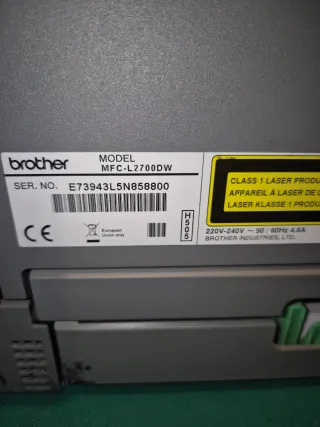 brother
MODEL
MFC-L2700DW
SER. NO. E73943L5N858800
CE
European
Union only
H505
CLASS 1 LASER PRODU
APPAREIL À LASER DE
LASER KLASSE 1 PRODU
220V-240V ~ 50 / 60Hz 4.6A
BROTHER INDUSTRIES, LTD.